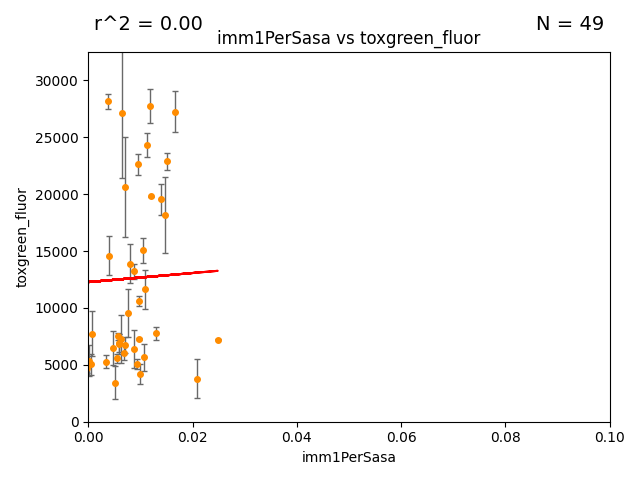 r^2 = 0.00
N = 49
imm1PerSasa vs toxgreen_fluor
30000
25000
20000
15000
10000
5000
0
toxgreen_fluor
0.00
0.02
0.04
0.06
0.08
0.10
imm1PerSasa